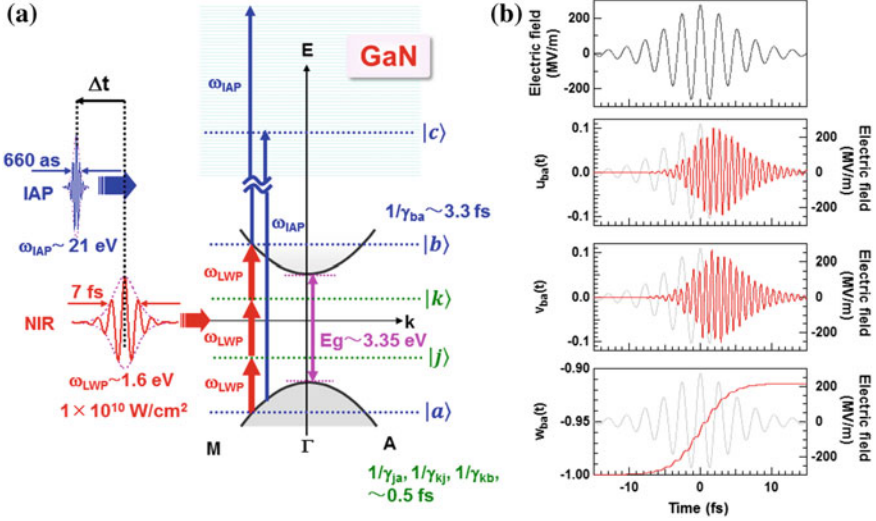 (a)
E
GaN
Δt
ω_IAP
|c⟩
660 as
IAP
ω_IAP
1/γ_ba～3.3 fs
ω_IAP～ 21 eV
|b⟩
ω_LWP
7 fs
|k⟩
NIR
ω_LWP
k
Eg～3.35 eV
|j⟩
ω_LWP～1.6 eV
ω_LWP
1×10¹⁰ W/cm²
|a⟩
M
Γ
A
1/γ_ja, 1/γ_kj, 1/γ_kb,
～0.5 fs
(b)
Electric field
(MV/m)
200
0
-200
u_ba(t)
0.1
0.0
-0.1
200
0
-200
Electric field
(MV/m)
v_ba(t)
0.1
0.0
-0.1
200
0
-200
Electric field
(MV/m)
w_ba(t)
-0.90
-0.95
-1.00
200
0
-200
Electric field
(MV/m)
-10
0
10
Time (fs)